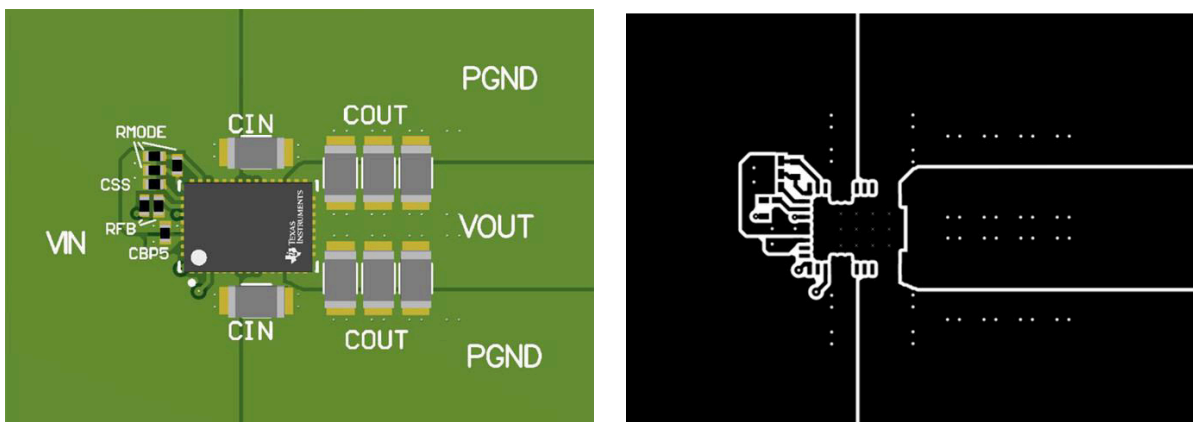 PGND
CIN
COUT
RMODE
CSS
TEXAS
INSTRUMENTS
RFB
VOUT
VIN
CBP5
CIN
COUT
PGND